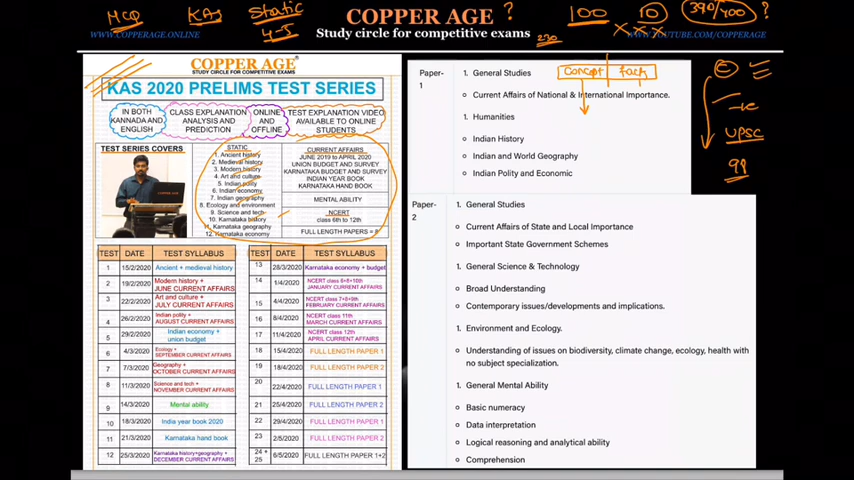 MCQ KAS Static 4-5 COPPER AGE ? 100 10 390/400 ?
WWW.COPPERAGE.ONLINE Study circle for competitive exams 230 WWW.YOUTUBE.COM/COPPERAGE
COPPER AGE
STUDY CIRCLE FOR COMPETITIVE EXAMS
KAS 2020 PRELIMS TEST SERIES
IN BOTH KANNADA AND ENGLISH
CLASS EXPLANATION ANALYSIS AND PREDICTION
ONLINE AND OFFLINE
TEST EXPLANATION VIDEO AVAILABLE TO ONLINE STUDENTS
TEST SERIES COVERS
STATIC
1. Ancient history
2. Medieval history
3. Modern history
4. Art and culture
5. Indian polity
6. Indian economy
7. Indian geography
8. Ecology and environment
9. Science and tech
10. Karnataka history
11. Karnataka geography
12. Karnataka economy
CURRENT AFFAIRS
JUNE 2019 to APRIL 2020
UNION BUDGET AND SURVEY
KARNATAKA BUDGET AND SURVEY
INDIAN YEAR BOOK
KARNATAKA HAND BOOK
MENTAL ABILITY
NCERT
class 6th to 12th
FULL LENGTH PAPERS = 8
TEST DATE TEST SYLLABUS
1 15/2/2020 Ancient + medieval history
2 19/2/2020 Modern history + JUNE CURRENT AFFAIRS
3 22/2/2020 Art and culture + JULY CURRENT AFFAIRS
4 26/2/2020 Indian polity + AUGUST CURRENT AFFAIRS
5 29/2/2020 Indian economy + union budget
6 4/3/2020 Ecology + SEPTEMBER CURRENT AFFAIRS
7 7/3/2020 Geography + OCTOBER CURRENT AFFAIRS
8 11/3/2020 Science and tech + NOVEMBER CURRENT AFFAIRS
9 14/3/2020 Mental ability
10 18/3/2020 India year book 2020
11 21/3/2020 Karnataka hand book
12 25/3/2020 Karnataka history+geography + DECEMBER CURRENT AFFAIRS
TEST DATE TEST SYLLABUS
13 28/3/2020 Karnataka economy + budget
14 1/4/2020 NCERT class 6+8+10th JANUARY CURRENT AFFAIRS
15 4/4/2020 NCERT class 7+8+9th FEBRUARY CURRENT AFFAIRS
16 8/4/2020 NCERT class 11th MARCH CURRENT AFFAIRS
17 11/4/2020 NCERT class 12th APRIL CURRENT AFFAIRS
18 15/4/2020 FULL LENGTH PAPER 1
19 18/4/2020 FULL LENGTH PAPER 2
20 22/4/2020 FULL LENGTH PAPER 1
21 25/4/2020 FULL LENGTH PAPER 2
22 29/4/2020 FULL LENGTH PAPER 1
23 2/5/2020 FULL LENGTH PAPER 2
24 + 25 6/5/2020 FULL LENGTH PAPER 1+2
Paper-1
1. General Studies
Concept fact
Current Affairs of National & International Importance.
1. Humanities
Indian History
Indian and World Geography
Indian Polity and Economic
-ve
UPSC
99
Paper-2
1. General Studies
Current Affairs of State and Local Importance
Important State Government Schemes
1. General Science & Technology
Broad Understanding
Contemporary issues/developments and implications.
1. Environment and Ecology.
Understanding of issues on biodiversity, climate change, ecology, health with
no subject specialization.
1. General Mental Ability
Basic numeracy
Data interpretation
Logical reasoning and analytical ability
Comprehension